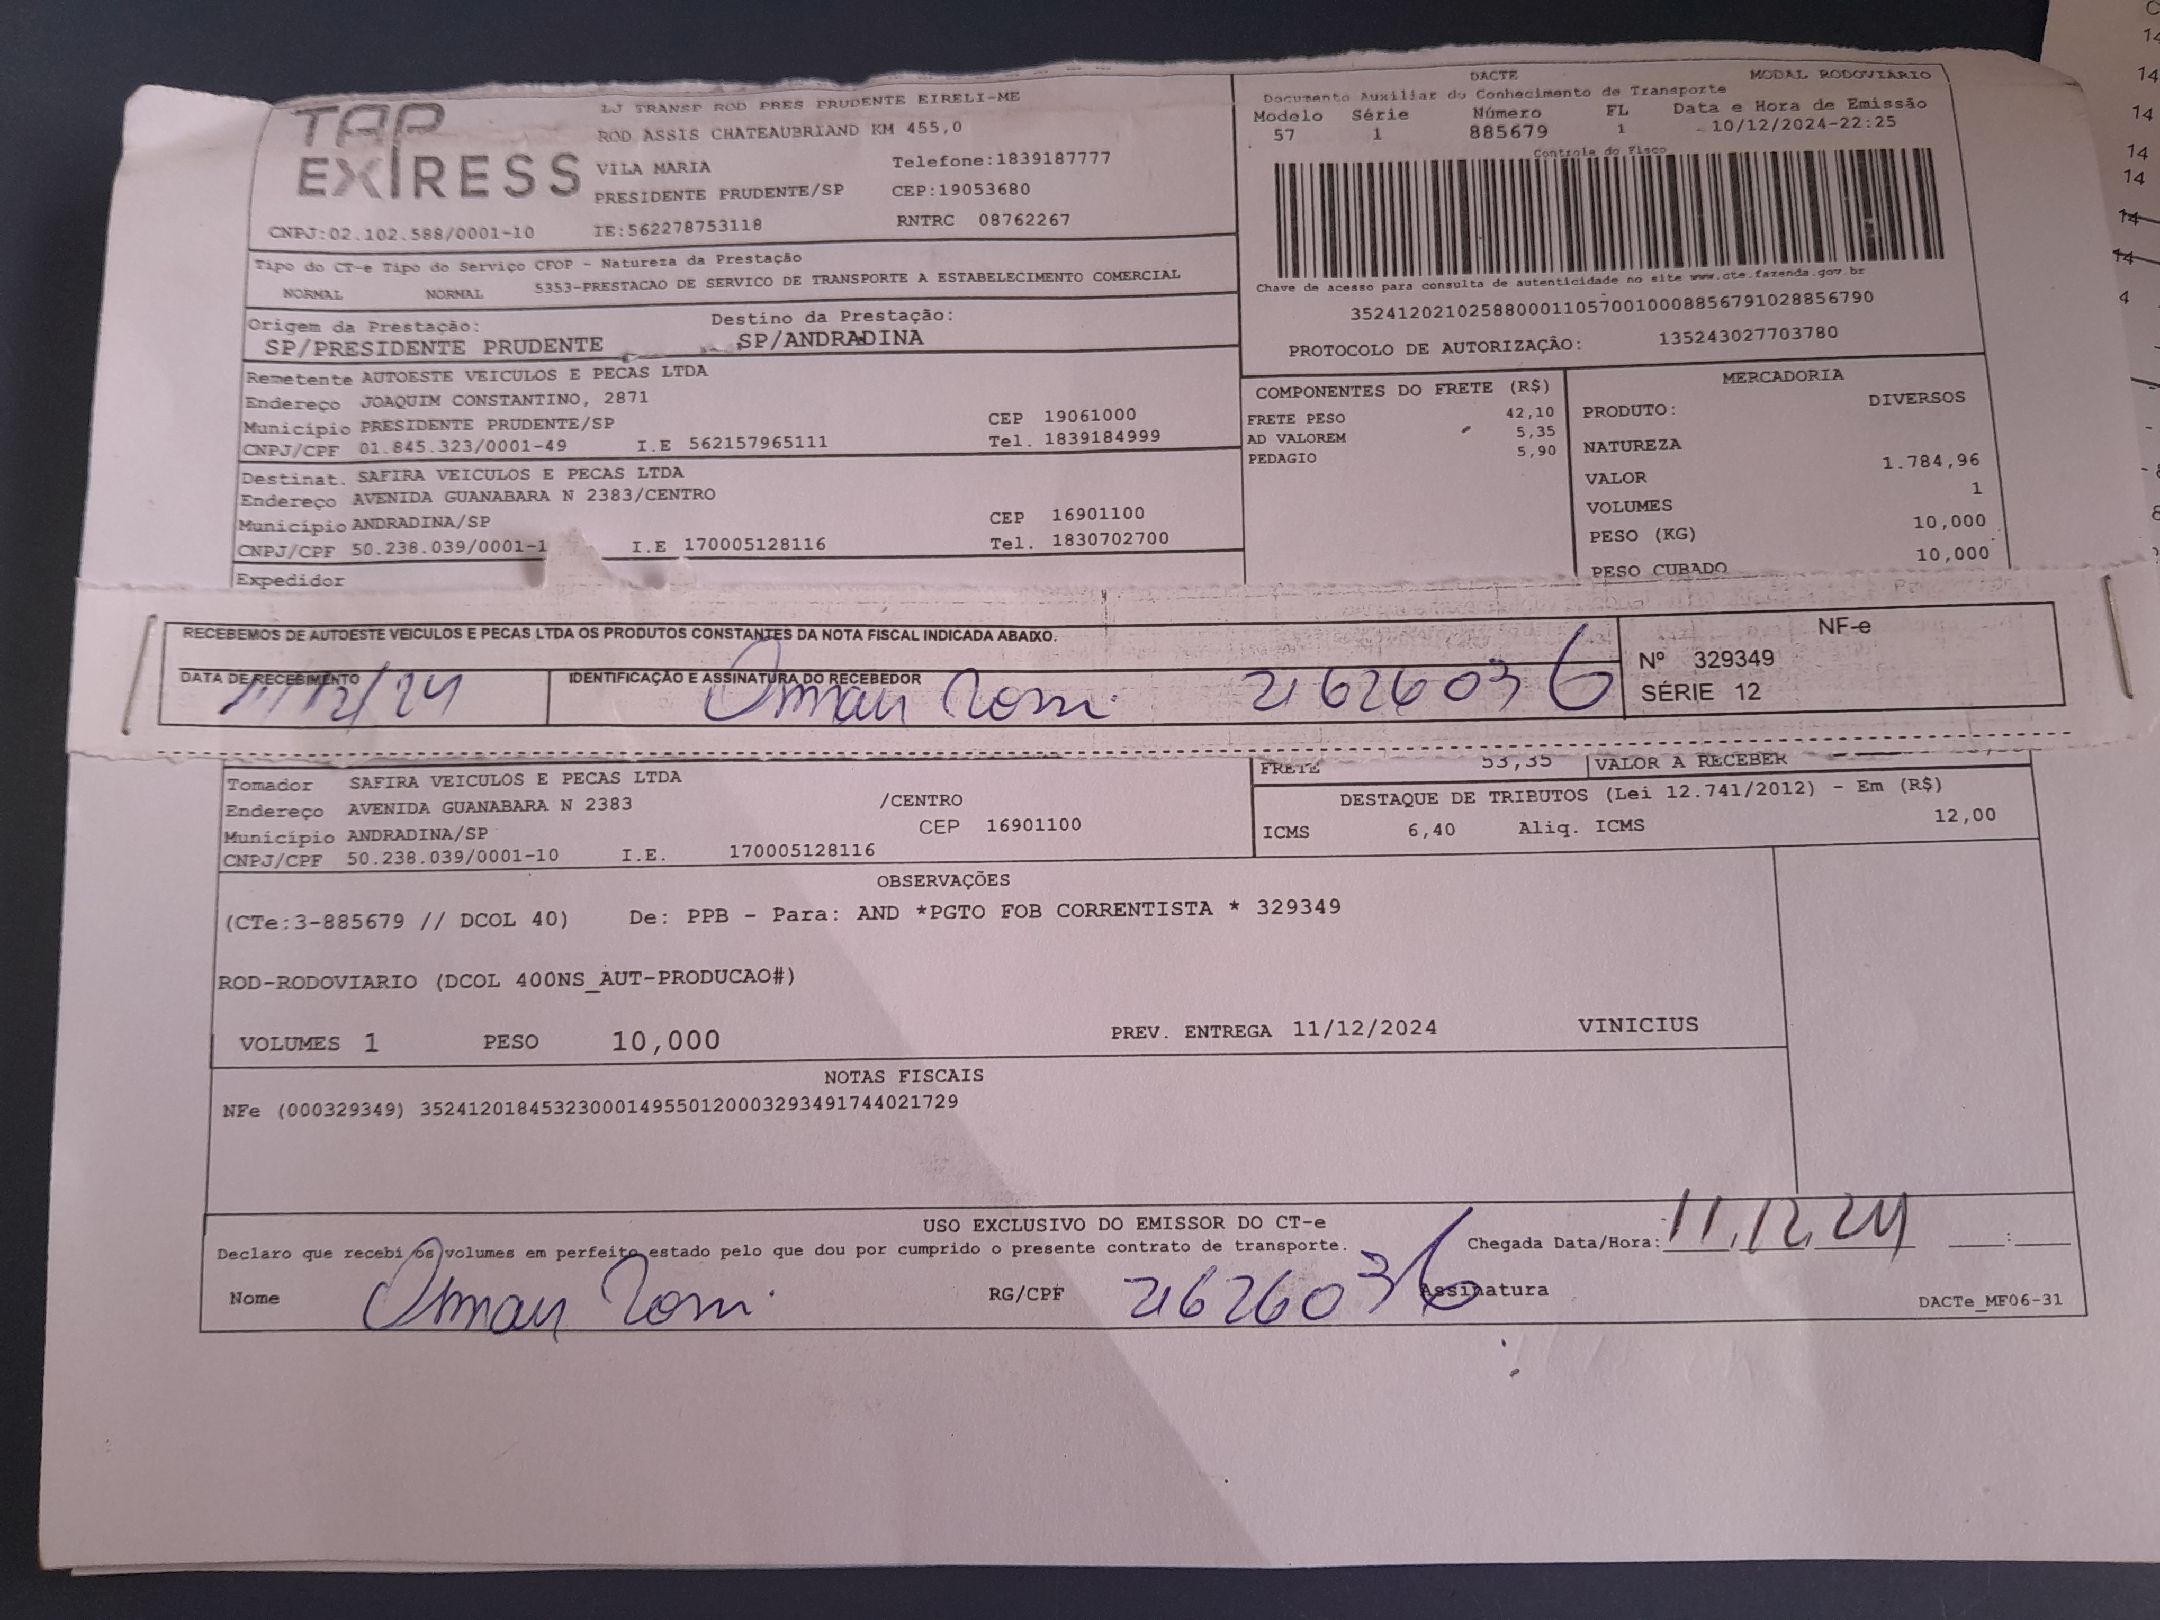 TAP
EXPRESS
LJ TRANSP ROD PRES PRUDENTE EIRELI-ME
ROD ASSIS CHATEAUBRIAND KM 455,0
VILA MARIA Telefone:1839187777
PRESIDENTE PRUDENTE/SP CEP:19053680
CNPJ:02.102.588/0001-10 IE:562278753118 RNTRC 08762267
DACTE MODAL RODOVIÁRIO
Documento Auxiliar do Conhecimento de Transporte
Modelo Série Número FL Data e Hora de Emissão
57 1 885679 1 10/12/2024-22:25
Controle do Fisco
Chave de acesso para consulta de autenticidade no site www.cte.fazenda.gov.br
35241202102588000110570010008856791028856790
PROTOCOLO DE AUTORIZAÇÃO: 135243027703780
Tipo do CT-e Tipo do Serviço CFOP - Natureza da Prestação
NORMAL NORMAL 5353-PRESTACAO DE SERVICO DE TRANSPORTE A ESTABELECIMENTO COMERCIAL
Origem da Prestação: Destino da Prestação:
SP/PRESIDENTE PRUDENTE SP/ANDRADINA
Remetente AUTOESTE VEICULOS E PECAS LTDA
Endereço JOAQUIM CONSTANTINO, 2871
Município PRESIDENTE PRUDENTE/SP CEP 19061000
CNPJ/CPF 01.845.323/0001-49 I.E 562157965111 Tel. 1839184999
Destinat. SAFIRA VEICULOS E PECAS LTDA
Endereço AVENIDA GUANABARA N 2383/CENTRO
Município ANDRADINA/SP CEP 16901100
CNPJ/CPF 50.238.039/0001-1 I.E 170005128116 Tel. 1830702700
Expedidor
COMPONENTES DO FRETE (R$)
FRETE PESO 42,10
AD VALOREM 5,35
PEDAGIO 5,90
MERCADORIA
PRODUTO: DIVERSOS
NATUREZA
VALOR 1.784,96
VOLUMES 1
PESO (KG) 10,000
PESO CUBADO 10,000
RECEBEMOS DE AUTOESTE VEICULOS E PECAS LTDA OS PRODUTOS CONSTANTES DA NOTA FISCAL INDICADA ABAIXO.
DATA DE RECEBIMENTO IDENTIFICAÇÃO E ASSINATURA DO RECEBEDOR
11/12/24 21626036
NF-e
Nº 329349
SÉRIE 12
Tomador SAFIRA VEICULOS E PECAS LTDA
Endereço AVENIDA GUANABARA N 2383 /CENTRO
Município ANDRADINA/SP CEP 16901100
CNPJ/CPF 50.238.039/0001-10 I.E. 170005128116
FRETE 53,35 VALOR A RECEBER
DESTAQUE DE TRIBUTOS (Lei 12.741/2012) - Em (R$)
ICMS 6,40 Aliq. ICMS 12,00
OBSERVAÇÕES
(CTe:3-885679 // DCOL 40) De: PPB - Para: AND *PGTO FOB CORRENTISTA * 329349
ROD-RODOVIARIO (DCOL 400NS_AUT-PRODUCAO#)
VOLUMES 1 PESO 10,000 PREV. ENTREGA 11/12/2024 VINICIUS
NOTAS FISCAIS
NFe (000329349) 35241201845323000149550120003293491744021729
USO EXCLUSIVO DO EMISSOR DO CT-e
Declaro que recebi os volumes em perfeito estado pelo que dou por cumprido o presente contrato de transporte.
Chegada Data/Hora: 11,12,24 :
Nome RG/CPF 21626036 Assinatura
DACTe_MF06-31